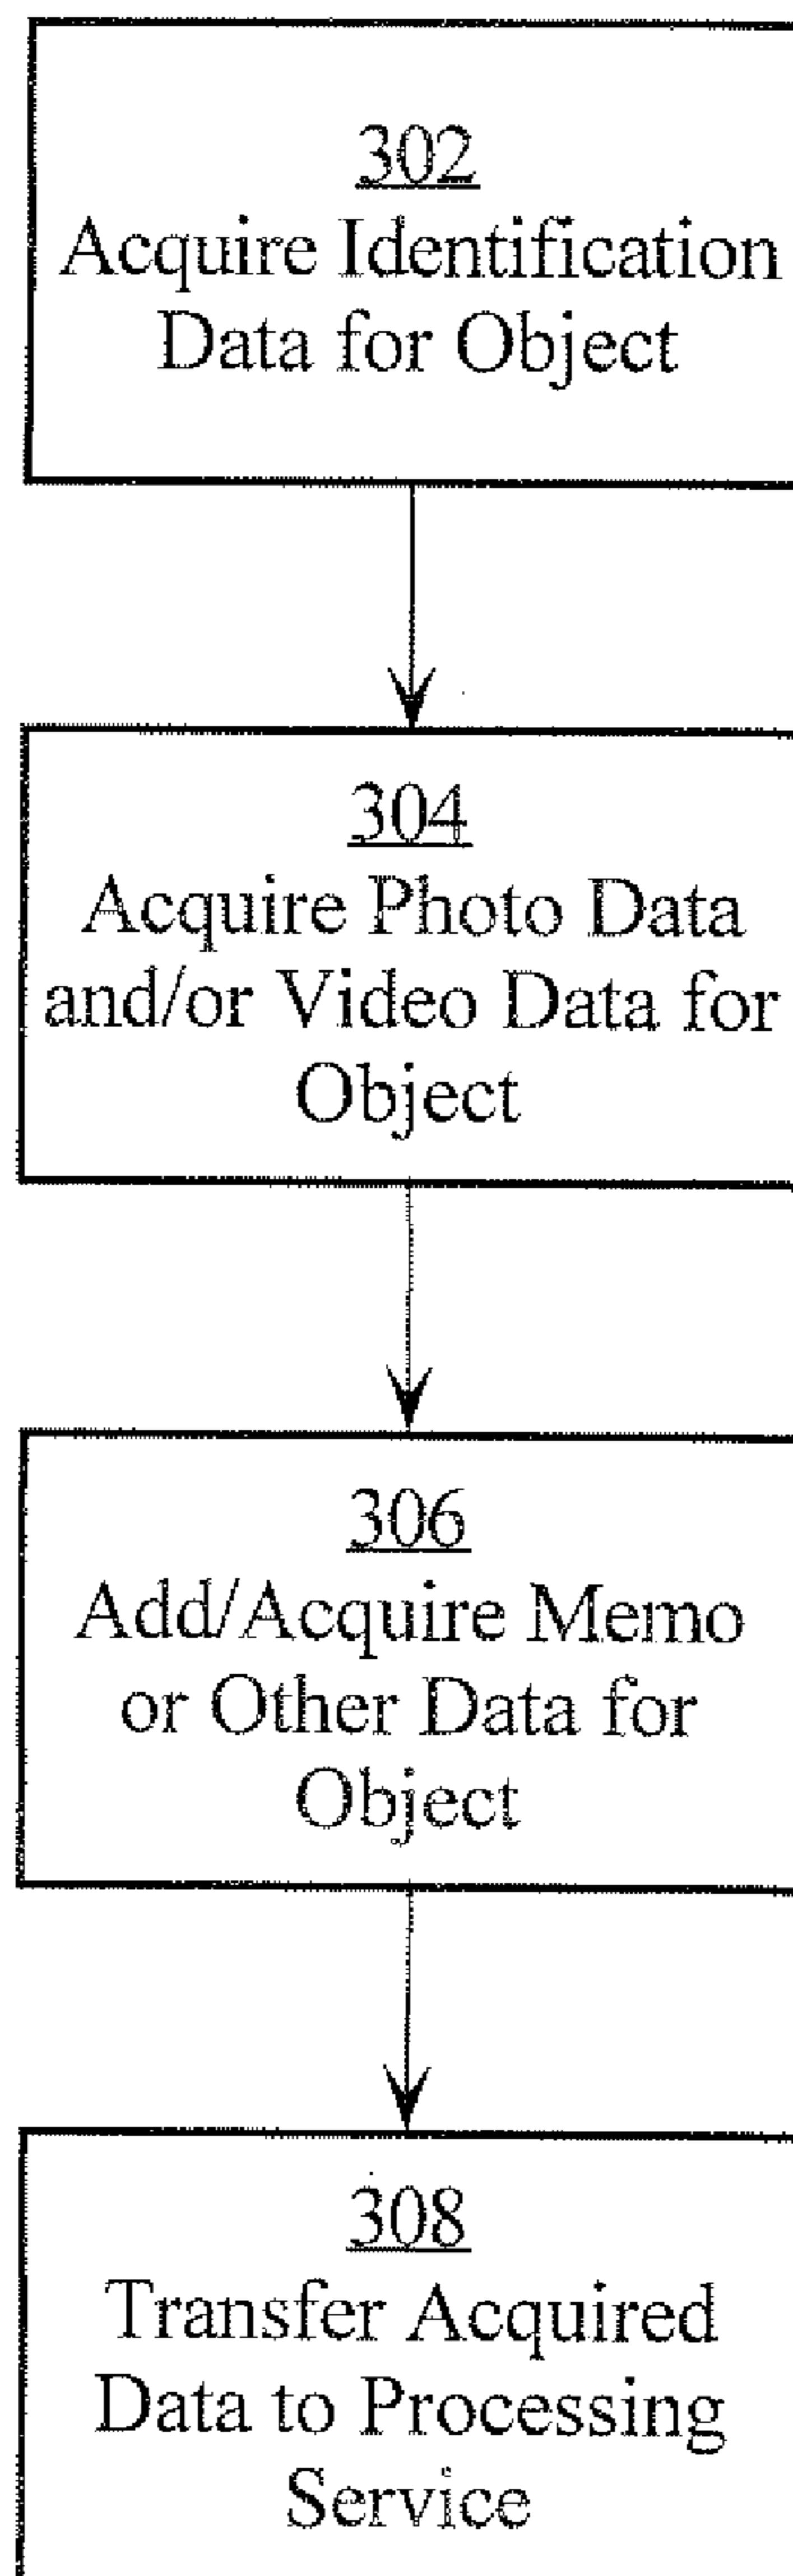 302
Acquire Identification
Data for Object
304
Acquire Photo Data
and/or Video Data for
Object
306
Add/Acquire Memo
or Other Data for
Object
308
Transfer Acquired
Data to Processing
Service